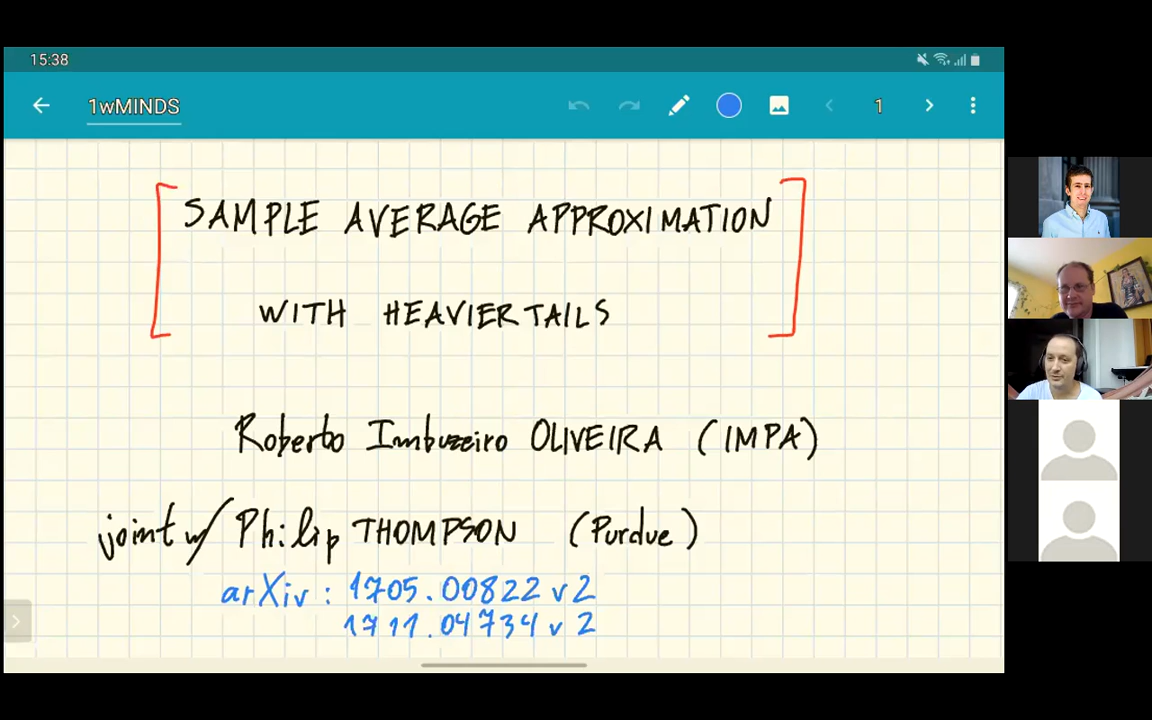 15:38
1wMINDS
1
SAMPLE AVERAGE APPROXIMATION
WITH HEAVIER TAILS
Roberto Imbuzeiro OLIVEIRA (IMPA)
joint w/ Philip THOMPSON (Purdue)
arXiv: 1705.00822 v2
1711.04734 v 2